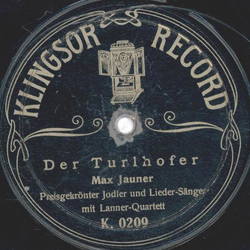 KLINGSOR RECORD
Der Turlhofer
Max Jauner
Preisgekrönter Jodler und Lieder-Sänger
mit Lanner-Quartett
K. 0209